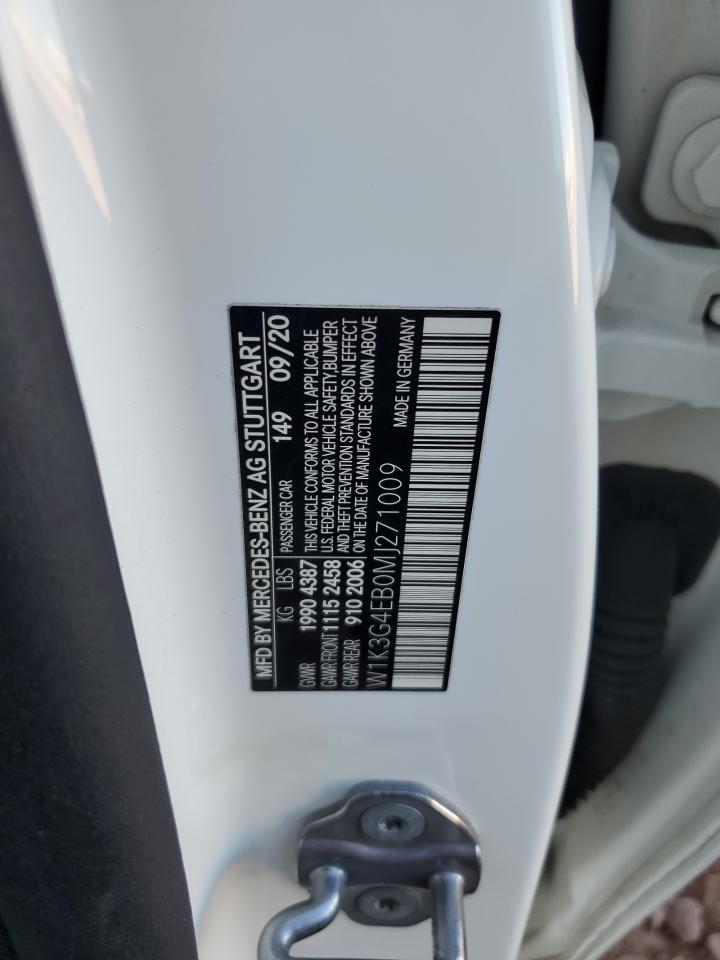 MFD BY MERCEDES-BENZ AG STUTTGART
149 09/20
KG LBS PASSENGER CAR
GVWR 1990 4387 THIS VEHICLE CONFORMS TO ALL APPLICABLE
GAWR FRONT 1115 2458 U.S. FEDERAL MOTOR VEHICLE SAFETY,BUMPER
GAWR REAR 910 2006 AND THEFT PREVENTION STANDARDS IN EFFECT
ON THE DATE OF MANUFACTURE SHOWN ABOVE
W1K3G4EB0MJ271009 MADE IN GERMANY